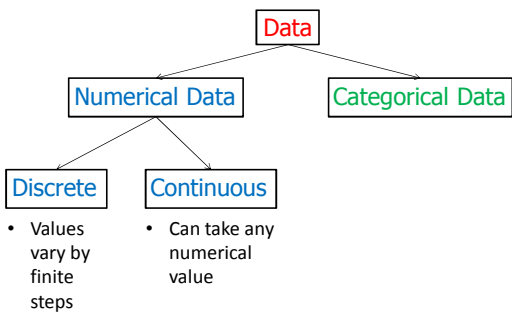 Data
Numerical Data
Categorical Data
Discrete
Continuous
• Values
vary by
finite
steps
• Can take any
numerical
value